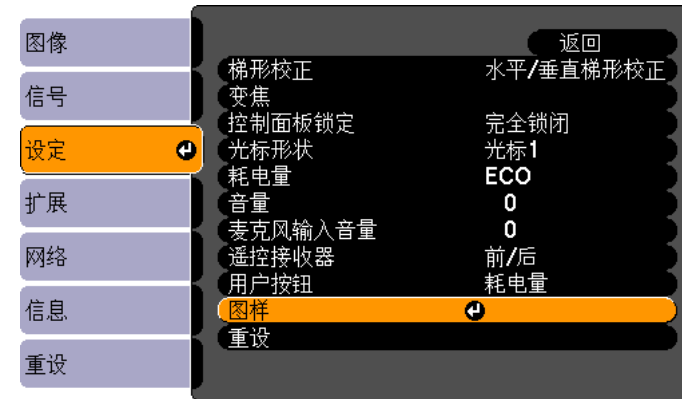 图像
信号
设定
扩展
网络
信息
重设
返回
梯形校正 水平/垂直梯形校正
变焦
控制面板锁定 完全锁闭
光标形状 光标1
耗电量 ECO
音量 0
麦克风输入音量 0
遥控接收器 前/后
用户按钮 耗电量
图样
重设